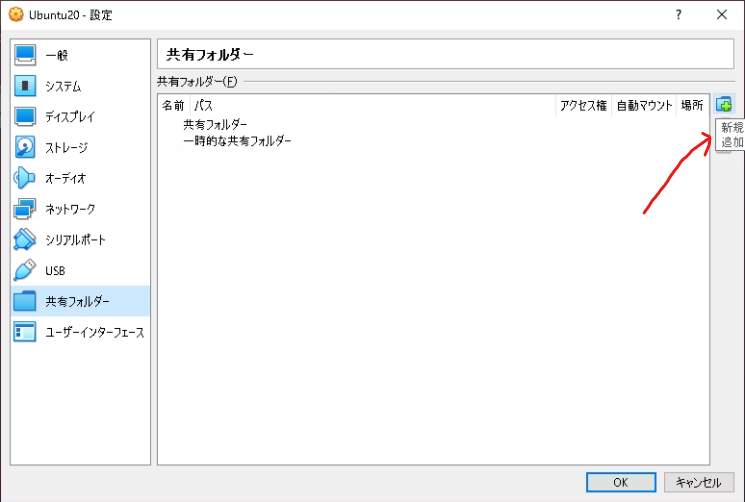 Ubuntu20 - 設定
?
一般
システム
ディスプレイ
ストレージ
オーディオ
ネットワーク
シリアルポート
USB
共有フォルダー
ユーザーインターフェース
共有フォルダー
共有フォルダー(F)
名前 パス アクセス権 自動マウント 場所
共有フォルダー
一時的な共有フォルダー
新規
追加
OK キャンセル